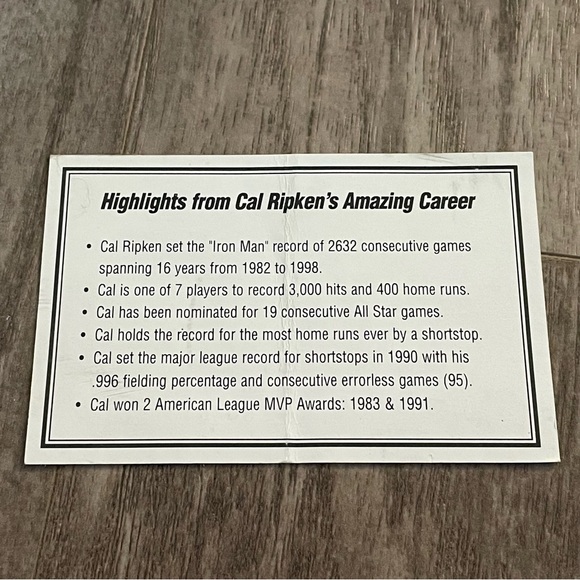 Highlights from Cal Ripken's Amazing Career
• Cal Ripken set the "Iron Man" record of 2632 consecutive games
spanning 16 years from 1982 to 1998.
• Cal is one of 7 players to record 3,000 hits and 400 home runs.
• Cal has been nominated for 19 consecutive All Star games.
• Cal holds the record for the most home runs ever by a shortstop.
• Cal set the major league record for shortstops in 1990 with his
.996 fielding percentage and consecutive errorless games (95).
• Cal won 2 American League MVP Awards: 1983 & 1991.